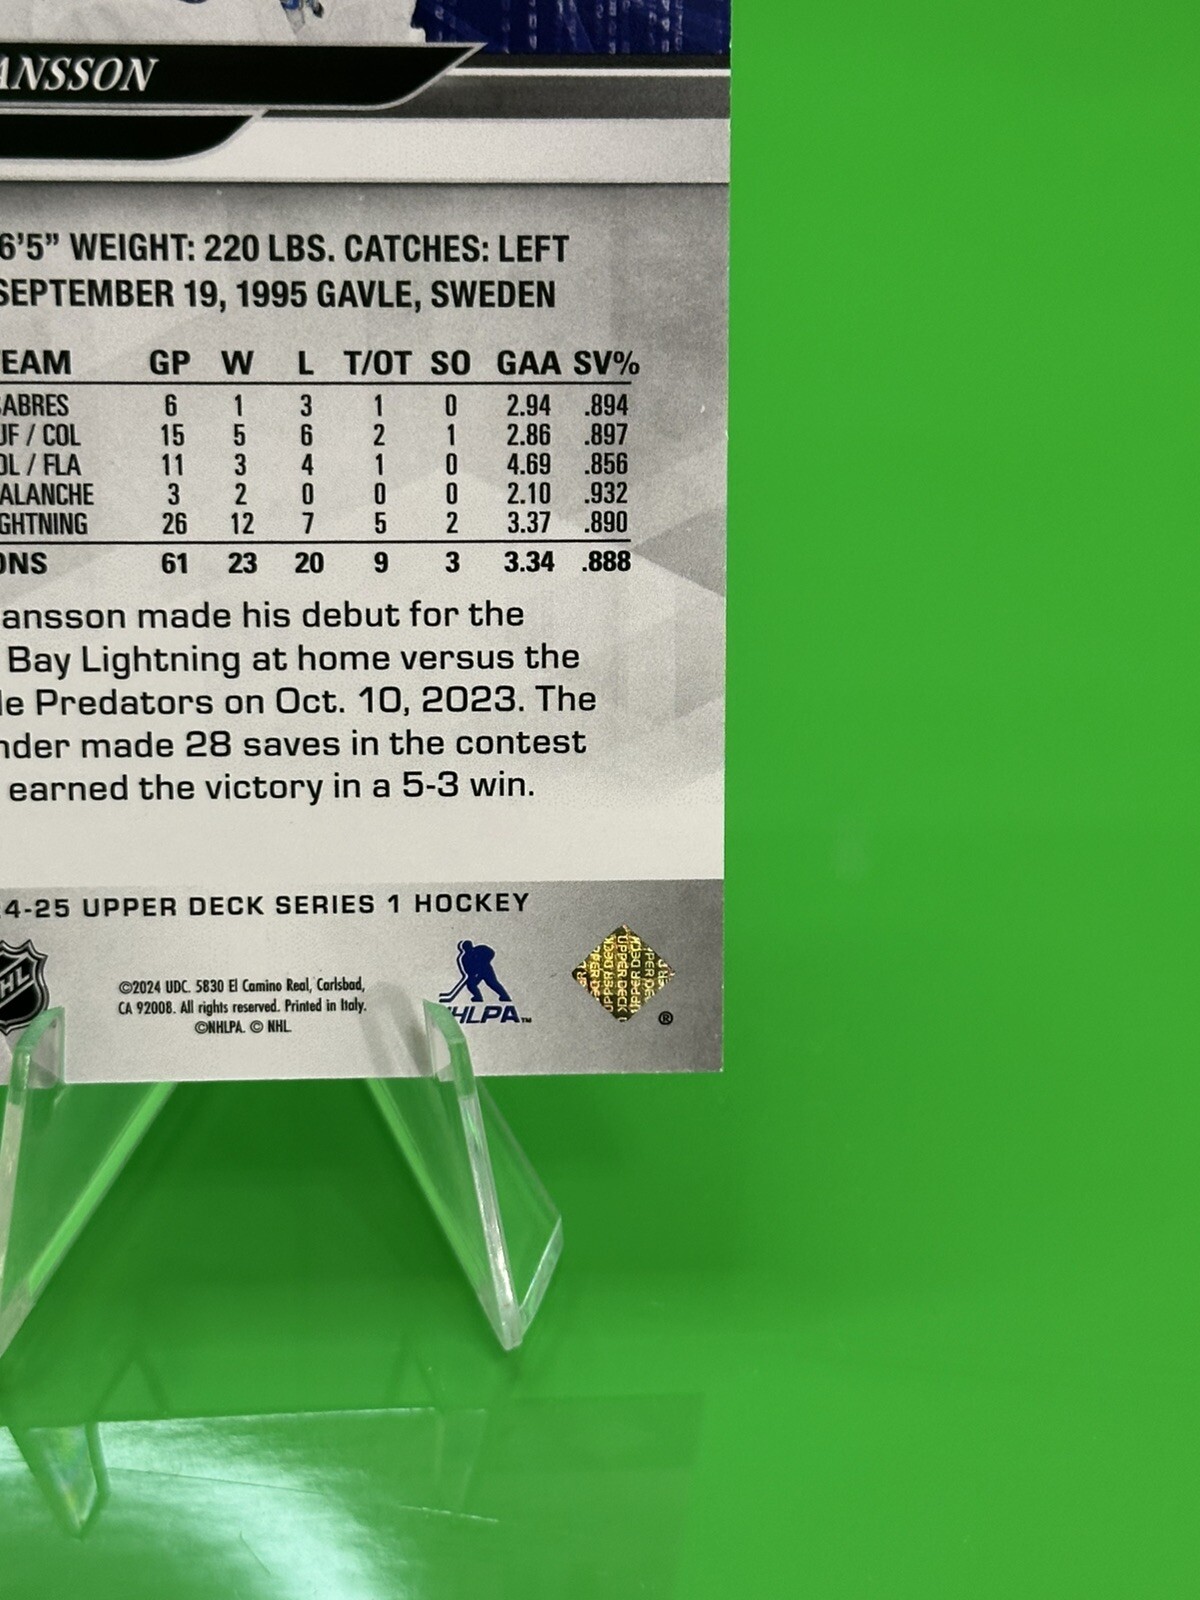 ANSSON
6'5" WEIGHT: 220 LBS. CATCHES: LEFT
SEPTEMBER 19, 1995 GAVLE, SWEDEN
EAM GP W L T/OT SO GAA SV%
SABRES 6 1 3 1 0 2.94 .894
UF / COL 15 5 6 2 1 2.86 .897
OL / FLA 11 3 4 1 0 4.69 .856
ALANCHE 3 2 0 0 0 2.10 .932
GHTNING 26 12 7 5 2 3.37 .890
ONS 61 23 20 9 3 3.34 .888
ansson made his debut for the
Bay Lightning at home versus the
le Predators on Oct. 10, 2023. The
nder made 28 saves in the contest
earned the victory in a 5-3 win.
4-25 UPPER DECK SERIES 1 HOCKEY
HL
©2024 UDC. 5830 El Camino Real, Carlsbad,
CA 92008. All rights reserved. Printed in Italy.
©NHLPA. © NHL
HLPA™
UPPER DECK
®